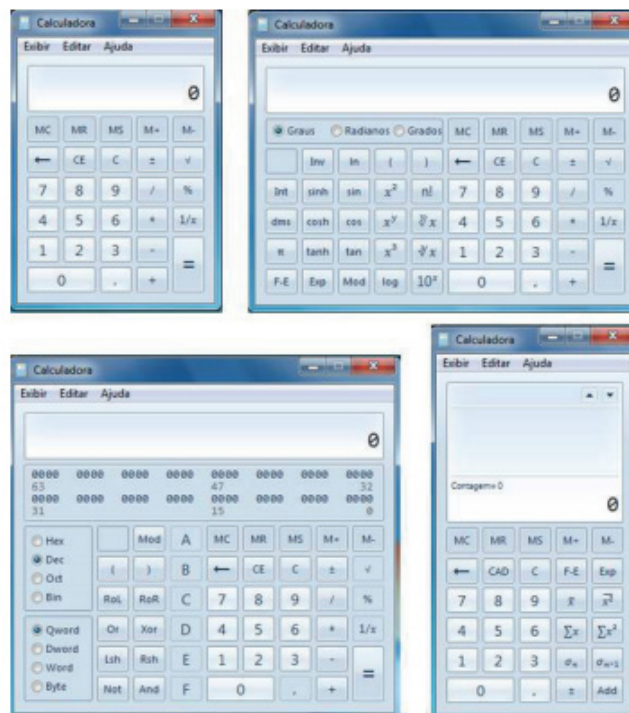 Calculadora
Exibir Editar Ajuda
0
MC MR MS M+ M-
← CE C ± √
7 8 9 / %
4 5 6 * 1/x
1 2 3 - =
0 , +
Calculadora
Exibir Editar Ajuda
0
Graus Radianos Grados MC MR MS M+ M-
Inv ln ( ) ← CE C ± √
Int sinh sin x² n! 7 8 9 / %
dms cosh cos xʸ ʸ√x 4 5 6 * 1/x
π tanh tan x³ ∛x 1 2 3 - =
F-E Exp Mod log 10ˣ 0 , +
Calculadora
Exibir Editar Ajuda
0
0000 0000 0000 0000 0000 0000 0000 0000
63 47 32
0000 0000 0000 0000 0000 0000 0000 0000
31 15 0
Hex Mod A MC MR MS M+ M-
Dec ( ) B ← CE C ± √
Oct
Bin RoL RoR C 7 8 9 / %
Qword Or Xor D 4 5 6 * 1/x
Dword
Word Lsh Rsh E 1 2 3 - =
Byte Not And F 0 , +
Calculadora
Exibir Editar Ajuda
Contagem= 0
0
MC MR MS M+ M-
← CAD C F-E Exp
7 8 9 x̄ x̄²
4 5 6 Σx Σx²
1 2 3 σₙ σₙ₋₁
0 , ± Add